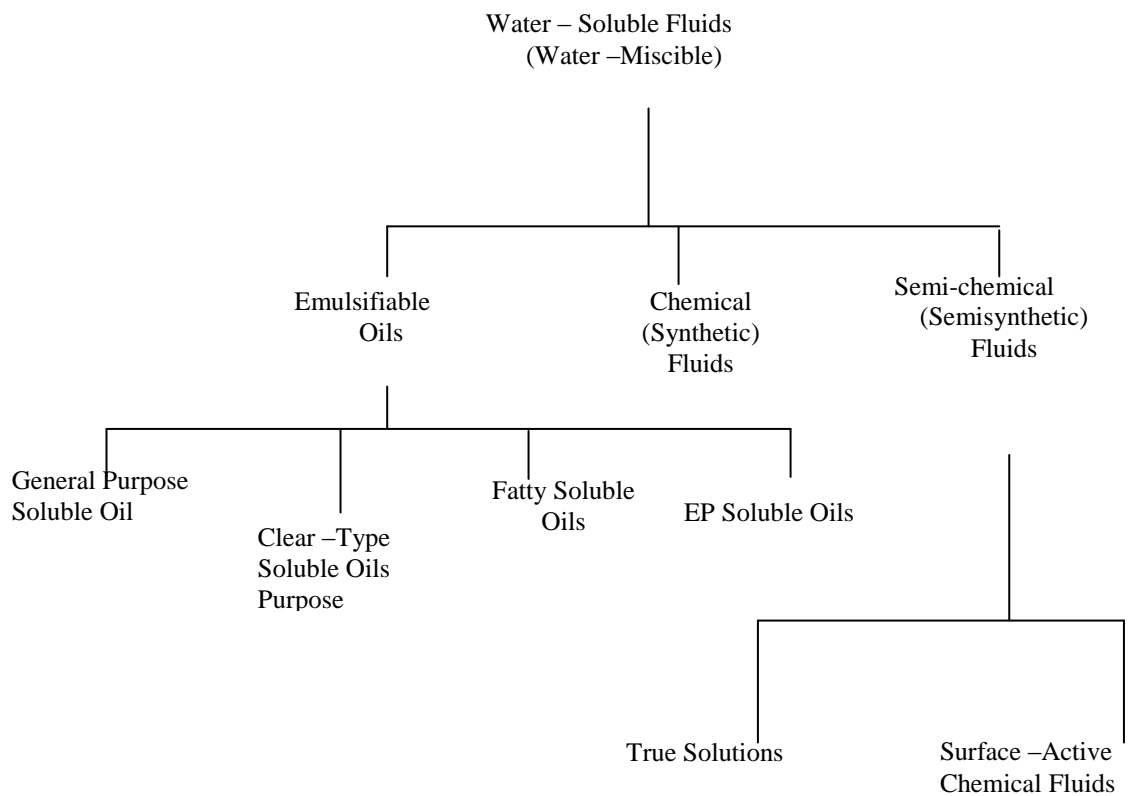 Water – Soluble Fluids
(Water –Miscible)
Emulsifiable
Oils
Chemical
(Synthetic)
Fluids
Semi-chemical
(Semisynthetic)
Fluids
General Purpose
Soluble Oil
Clear –Type
Soluble Oils
Purpose
Fatty Soluble
Oils
EP Soluble Oils
True Solutions
Surface –Active
Chemical Fluids